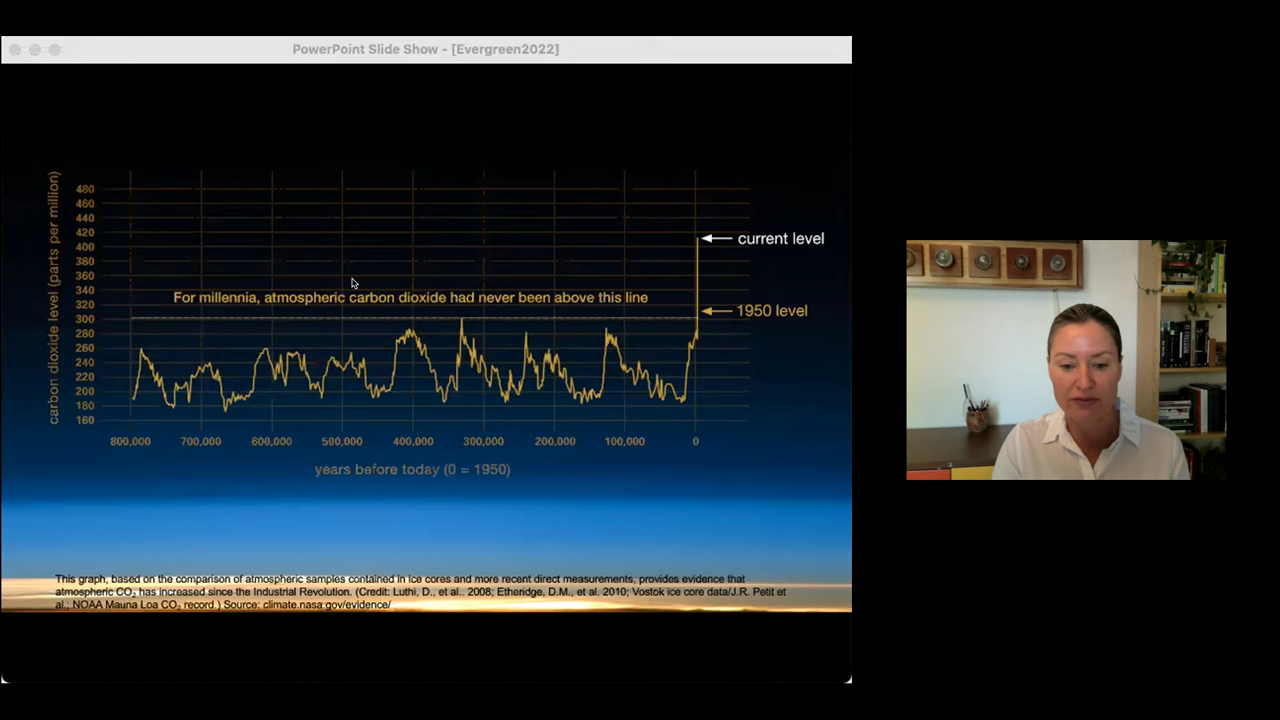 PowerPoint Slide Show - [Evergreen2022]
carbon dioxide level (parts per million)
480
460
440
420
400
380
360
340
320
300
280
260
240
220
200
180
160
current level
For millennia, atmospheric carbon dioxide had never been above this line
1950 level
800,000 700,000 600,000 500,000 400,000 300,000 200,000 100,000 0
years before today (0 = 1950)
This graph, based on the comparison of atmospheric samples contained in ice cores and more recent direct measurements, provides evidence that
atmospheric CO₂ has increased since the Industrial Revolution. (Credit: Luthi, D., et al.. 2008; Etheridge, D.M., et al. 2010; Vostok ice core data/J.R. Petit et
al.; NOAA Mauna Loa CO₂ record.) Source: climate.nasa.gov/evidence/